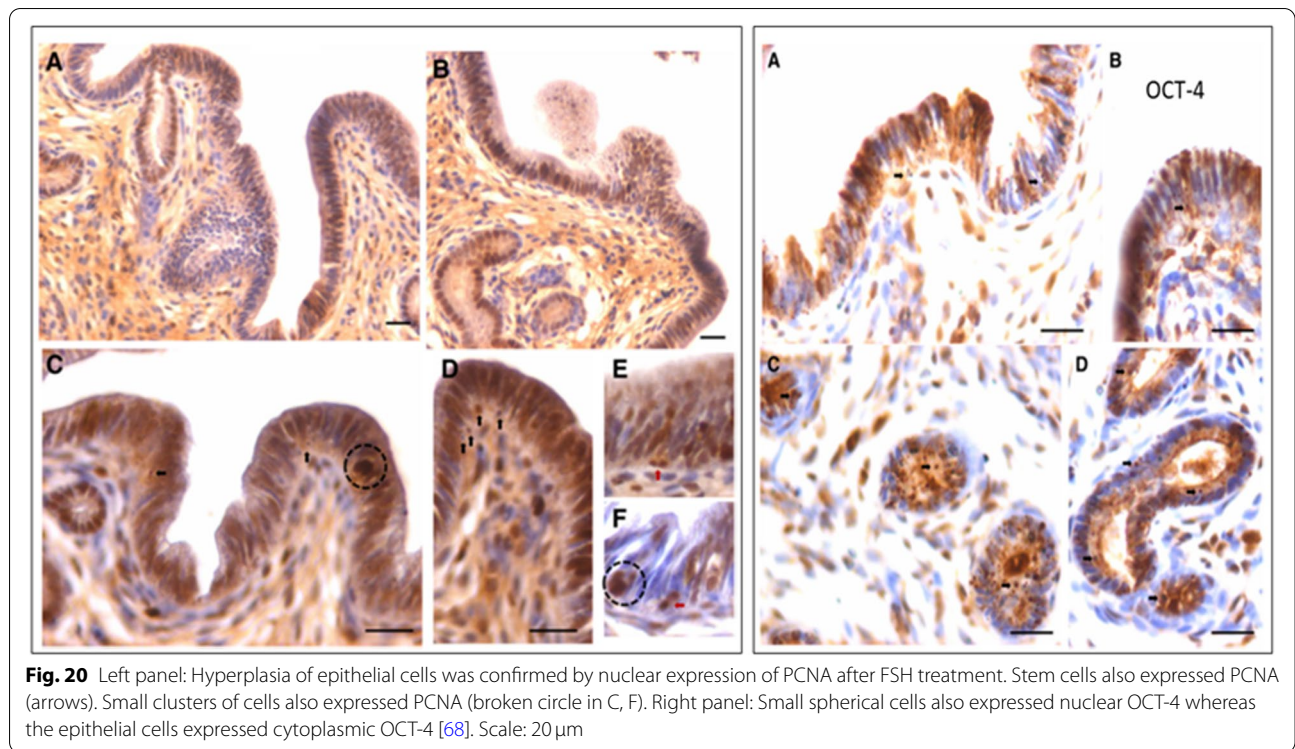 A
B
C
D
E
F
A
B
OCT-4
C
D
Fig. 20 Left panel: Hyperplasia of epithelial cells was confirmed by nuclear expression of PCNA after FSH treatment. Stem cells also expressed PCNA
(arrows). Small clusters of cells also expressed PCNA (broken circle in C, F). Right panel: Small spherical cells also expressed nuclear OCT-4 whereas
the epithelial cells expressed cytoplasmic OCT-4 [68]. Scale: 20 μm